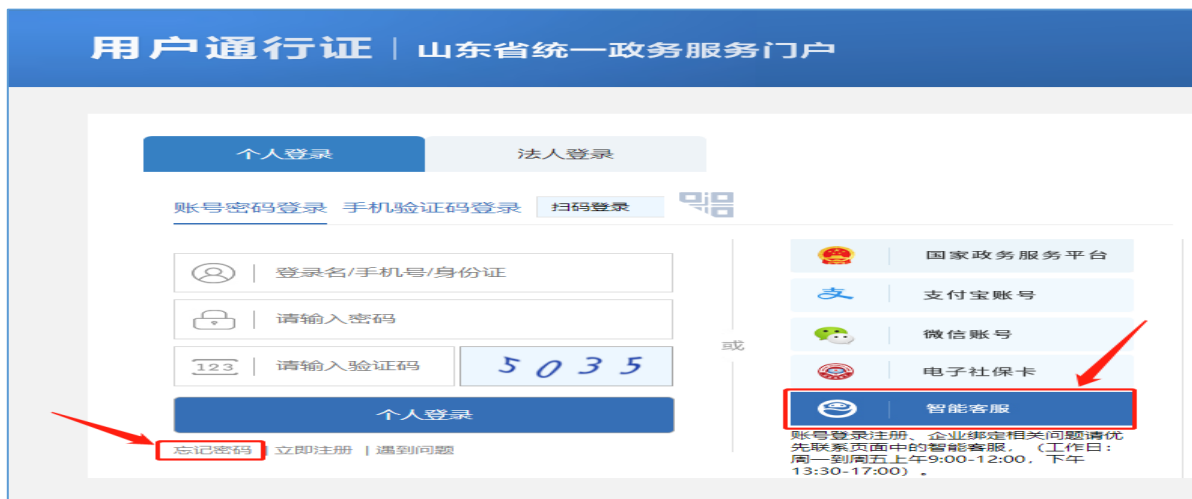 用户通行证 | 山东省统一政务服务门户
个人登录
法人登录
账号密码登录 手机验证码登录 扫码登录
登录名/手机号/身份证
请输入密码
123 请输入验证码 5035
个人登录
忘记密码 | 立即注册 | 遇到问题
或
国家政务服务平台
支 支付宝账号
微信账号
电子社保卡
智能客服
账号登录注册、企业绑定相关问题请优
先联系页面中的智能客服，（工作日：
周一到周五上午9:00-12:00，下午
13:30-17:00）。